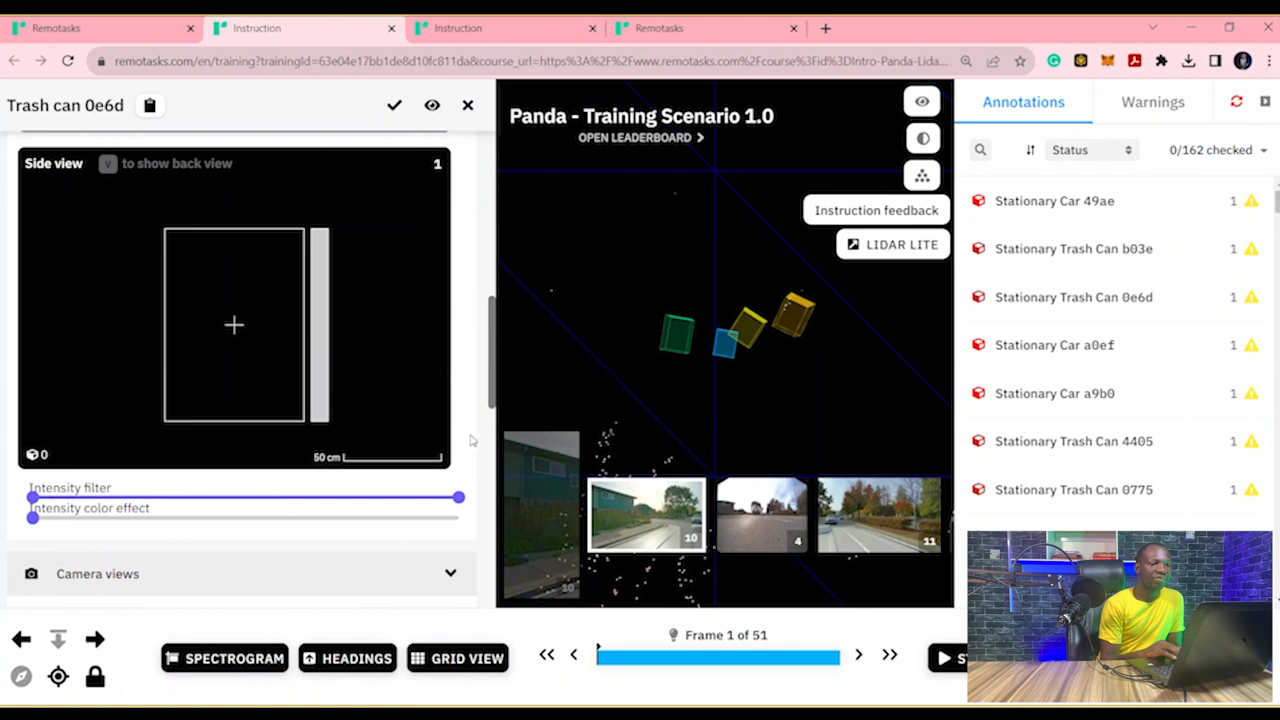 Remotasks
Instruction
Instruction
Remotasks
remotasks.com/en/training?trainingId=63e04e17bb1de8d10fc811da&course_url=https%3A%2F%2Fwww.remotasks.com%2Fcourse%3Fid%3DIntro-Panda-Lida...
Trash can 0e6d
Side view
v to show back view
1
0
50 cm
Intensity filter
Intensity color effect
Camera views
SPECTROGRAM
HEADINGS
GRID VIEW
Panda - Training Scenario 1.0
OPEN LEADERBOARD
Instruction feedback
LIDAR LITE
10
10
4
11
Frame 1 of 51
Annotations
Warnings
Status
0/162 checked
Stationary Car 49ae 1
Stationary Trash Can b03e 1
Stationary Trash Can 0e6d 1
Stationary Car a0ef 1
Stationary Car a9b0 1
Stationary Trash Can 4405 1
Stationary Trash Can 0775 1